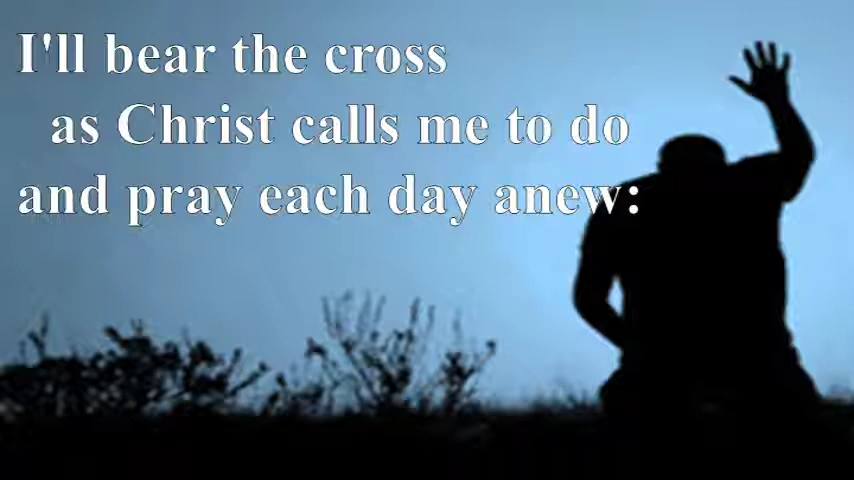 I'll bear the cross
as Christ calls me to do
and pray each day anew: